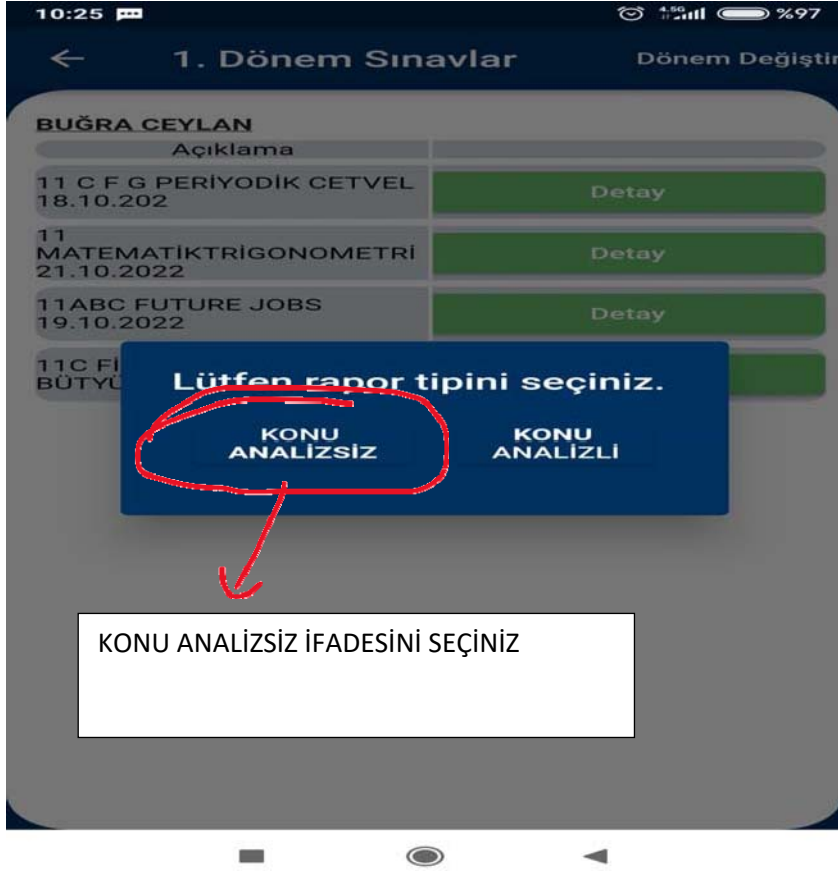 10:25 4.5G %97
1. Dönem Sınavlar Dönem Değiştir
BUĞRA CEYLAN
Açıklama
11 C F G PERİYODİK CETVEL
18.10.202
Detay
11
MATEMATİKTRİGONOMETRİ
21.10.2022
Detay
11ABC FUTURE JOBS
19.10.2022
Detay
11C Fİ
BÜTYÜ
Lütfen rapor tipini seçiniz.
KONU
ANALİZSİZ
KONU
ANALİZLİ
KONU ANALİZSİZ İFADESİNİ SEÇİNİZ